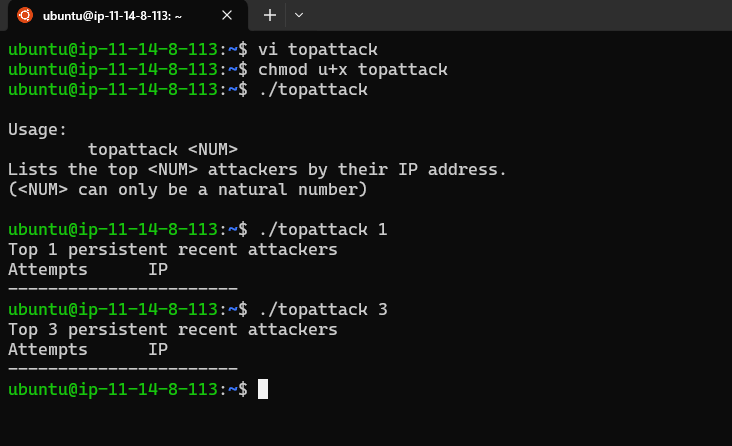 ubuntu@ip-11-14-8-113: ~
ubuntu@ip-11-14-8-113:~$ vi topattack
ubuntu@ip-11-14-8-113:~$ chmod u+x topattack
ubuntu@ip-11-14-8-113:~$ ./topattack
Usage:
        topattack <NUM>
Lists the top <NUM> attackers by their IP address.
(<NUM> can only be a natural number)
ubuntu@ip-11-14-8-113:~$ ./topattack 1
Top 1 persistent recent attackers
Attempts      IP
-----------------------
ubuntu@ip-11-14-8-113:~$ ./topattack 3
Top 3 persistent recent attackers
Attempts      IP
-----------------------
ubuntu@ip-11-14-8-113:~$